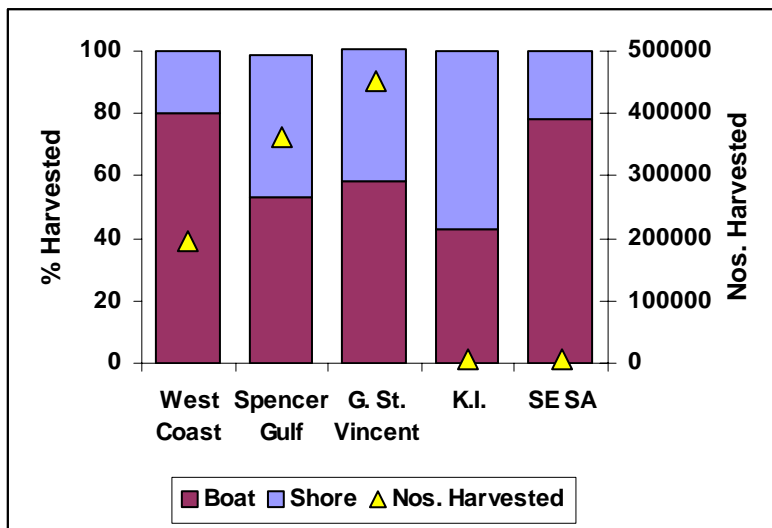 % Harvested
100
80
60
40
20
0
500000
400000
300000
200000
100000
0
Nos. Harvested
West Coast
Spencer Gulf
G. St. Vincent
K.I.
SE SA
Boat
Shore
Nos. Harvested